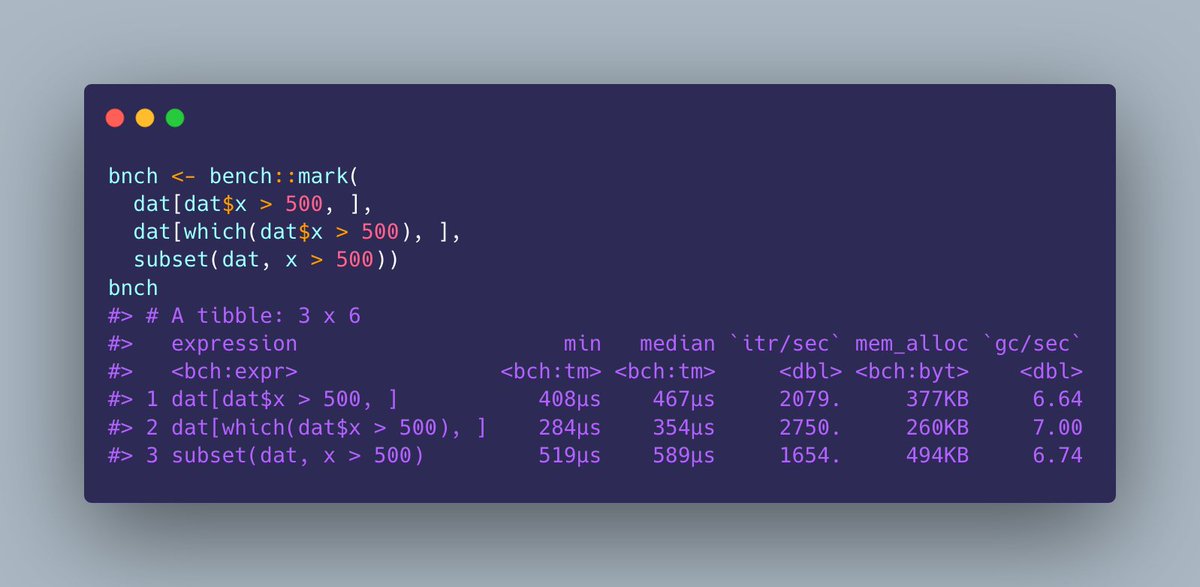 bnch <- bench::mark(
  dat[dat$x > 500, ],
  dat[which(dat$x > 500), ],
  subset(dat, x > 500))
bnch
#> # A tibble: 3 x 6
#>   expression                     min   median `itr/sec` mem_alloc `gc/sec`
#>   <bch:expr>                <bch:tm> <bch:tm>     <dbl> <bch:byt>    <dbl>
#> 1 dat[dat$x > 500, ]           408µs    467µs     2079.     377KB     6.64
#> 2 dat[which(dat$x > 500), ]    284µs    354µs     2750.     260KB     7.00
#> 3 subset(dat, x > 500)         519µs    589µs     1654.     494KB     6.74